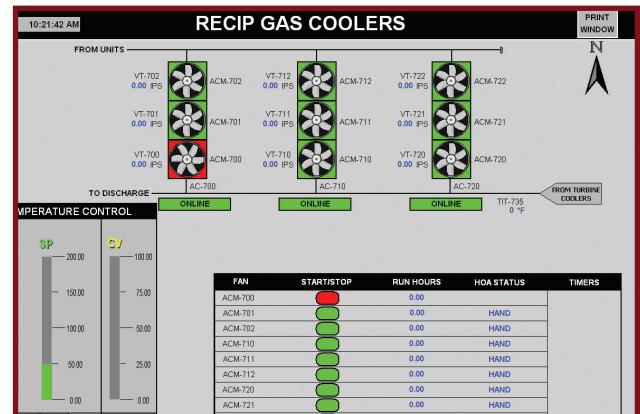 10:21:42 AM RECIP GAS COOLERS PRINT WINDOW
FROM UNITS N
VT-702 0.00 IPS ACM-702 VT-712 0.00 IPS ACM-712 VT-722 0.00 IPS ACM-722
VT-701 0.00 IPS ACM-701 VT-711 0.00 IPS ACM-711 VT-721 0.00 IPS ACM-721
VT-700 0.00 IPS ACM-700 VT-710 0.00 IPS ACM-710 VT-720 0.00 IPS ACM-720
AC-700 AC-710 AC-720
TO DISCHARGE FROM TURBINE COOLERS
ONLINE ONLINE ONLINE TIT-735 0 °F
MPERATURE CONTROL
SP CV
200.00 100.00
150.00 75.00
100.00 50.00
50.00 25.00
0.00 0.00
FAN START/STOP RUN HOURS HOA STATUS TIMERS
ACM-700 0.00
ACM-701 0.00 HAND
ACM-702 0.00 HAND
ACM-710 0.00 HAND
ACM-711 0.00 HAND
ACM-712 0.00 HAND
ACM-720 0.00 HAND
ACM-721 0.00 HAND